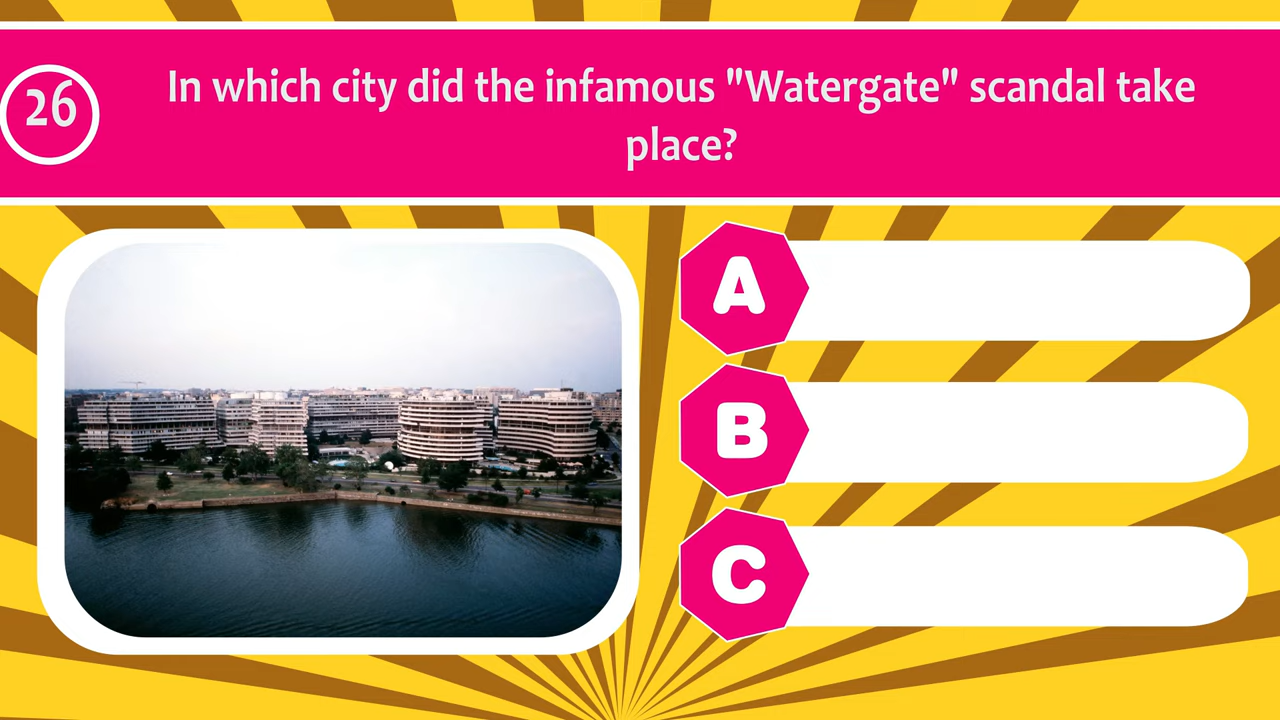 26
In which city did the infamous "Watergate" scandal take
place?
A
B
C